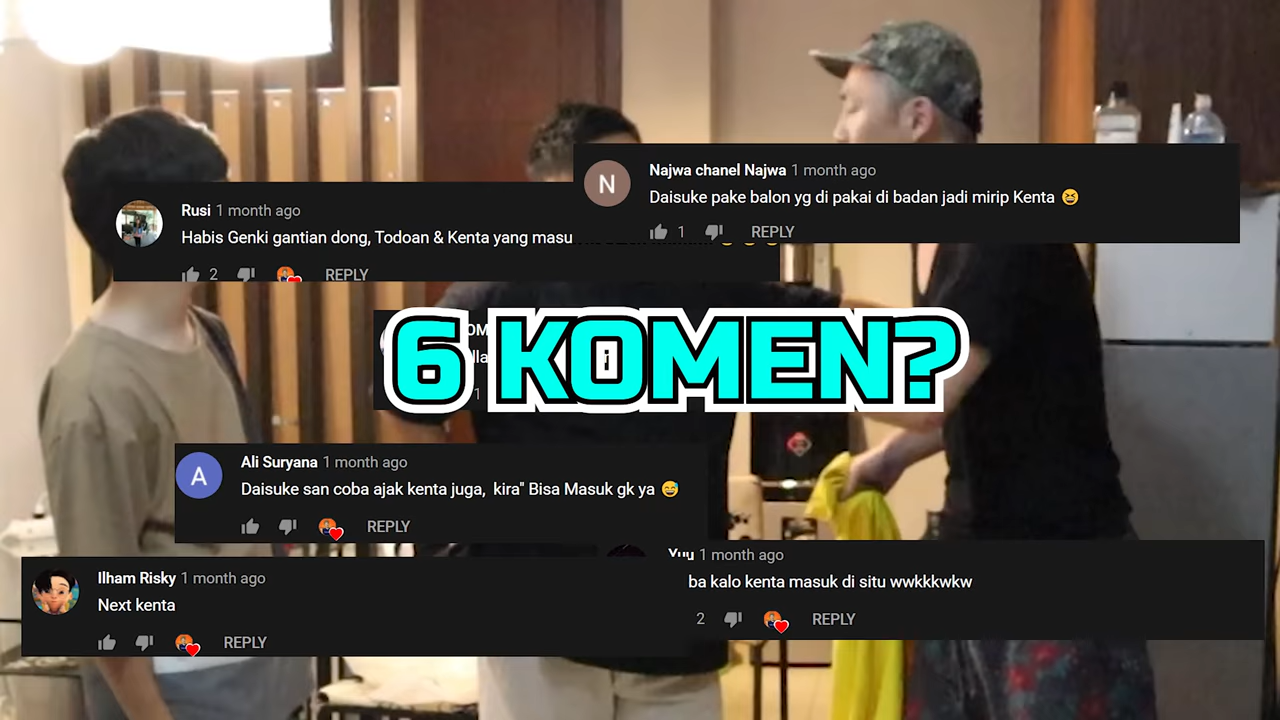 Najwa chanel Najwa 1 month ago
Daisuke pake balon yg di pakai di badan jadi mirip Kenta 😆
1 REPLY
Rusi 1 month ago
Habis Genki gantian dong, Todoan & Kenta yang masu
2 REPLY
6 KOMEN?
1
Ali Suryana 1 month ago
Daisuke san coba ajak kenta juga, kira" Bisa Masuk gk ya 😅
REPLY
Yuu 1 month ago
ba kalo kenta masuk di situ wwkkkwkw
2 REPLY
Ilham Risky 1 month ago
Next kenta
REPLY